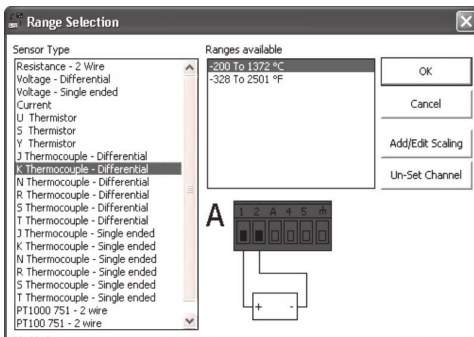 Range Selection
Sensor Type
Resistance - 2 Wire
Voltage - Differential
Voltage - Single ended
Current
U Thermistor
S Thermistor
Y Thermistor
J Thermocouple - Differential
K Thermocouple - Differential
N Thermocouple - Differential
R Thermocouple - Differential
S Thermocouple - Differential
T Thermocouple - Differential
J Thermocouple - Single ended
K Thermocouple - Single ended
N Thermocouple - Single ended
R Thermocouple - Single ended
S Thermocouple - Single ended
T Thermocouple - Single ended
PT1000 751 - 2 wire
PT100 751 - 2 wire
Ranges available
-200 To 1372 °C
-328 To 2501 °F
OK
Cancel
Add/Edit Scaling
Un-Set Channel
A
1 2 A 4 5
+ -